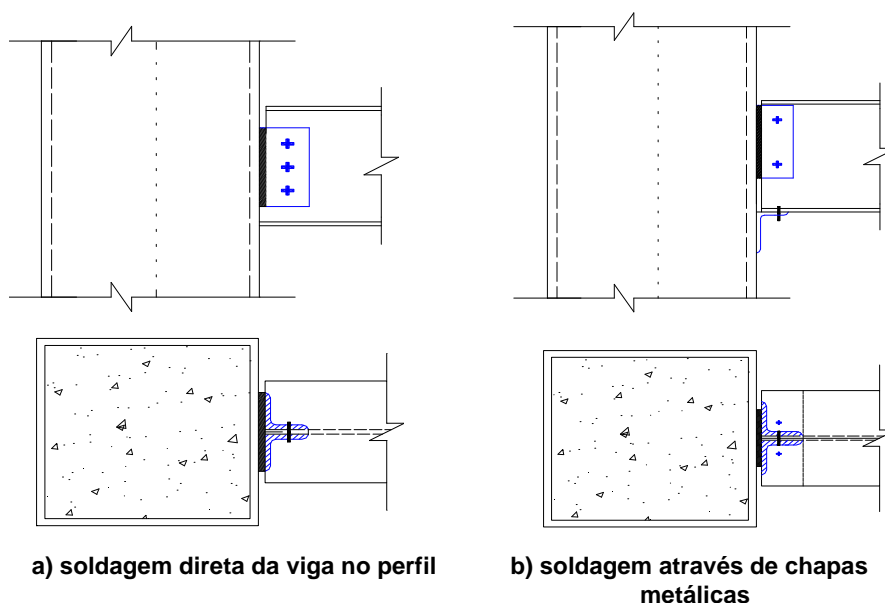 a) soldagem direta da viga no perfil
b) soldagem através de chapas
metálicas